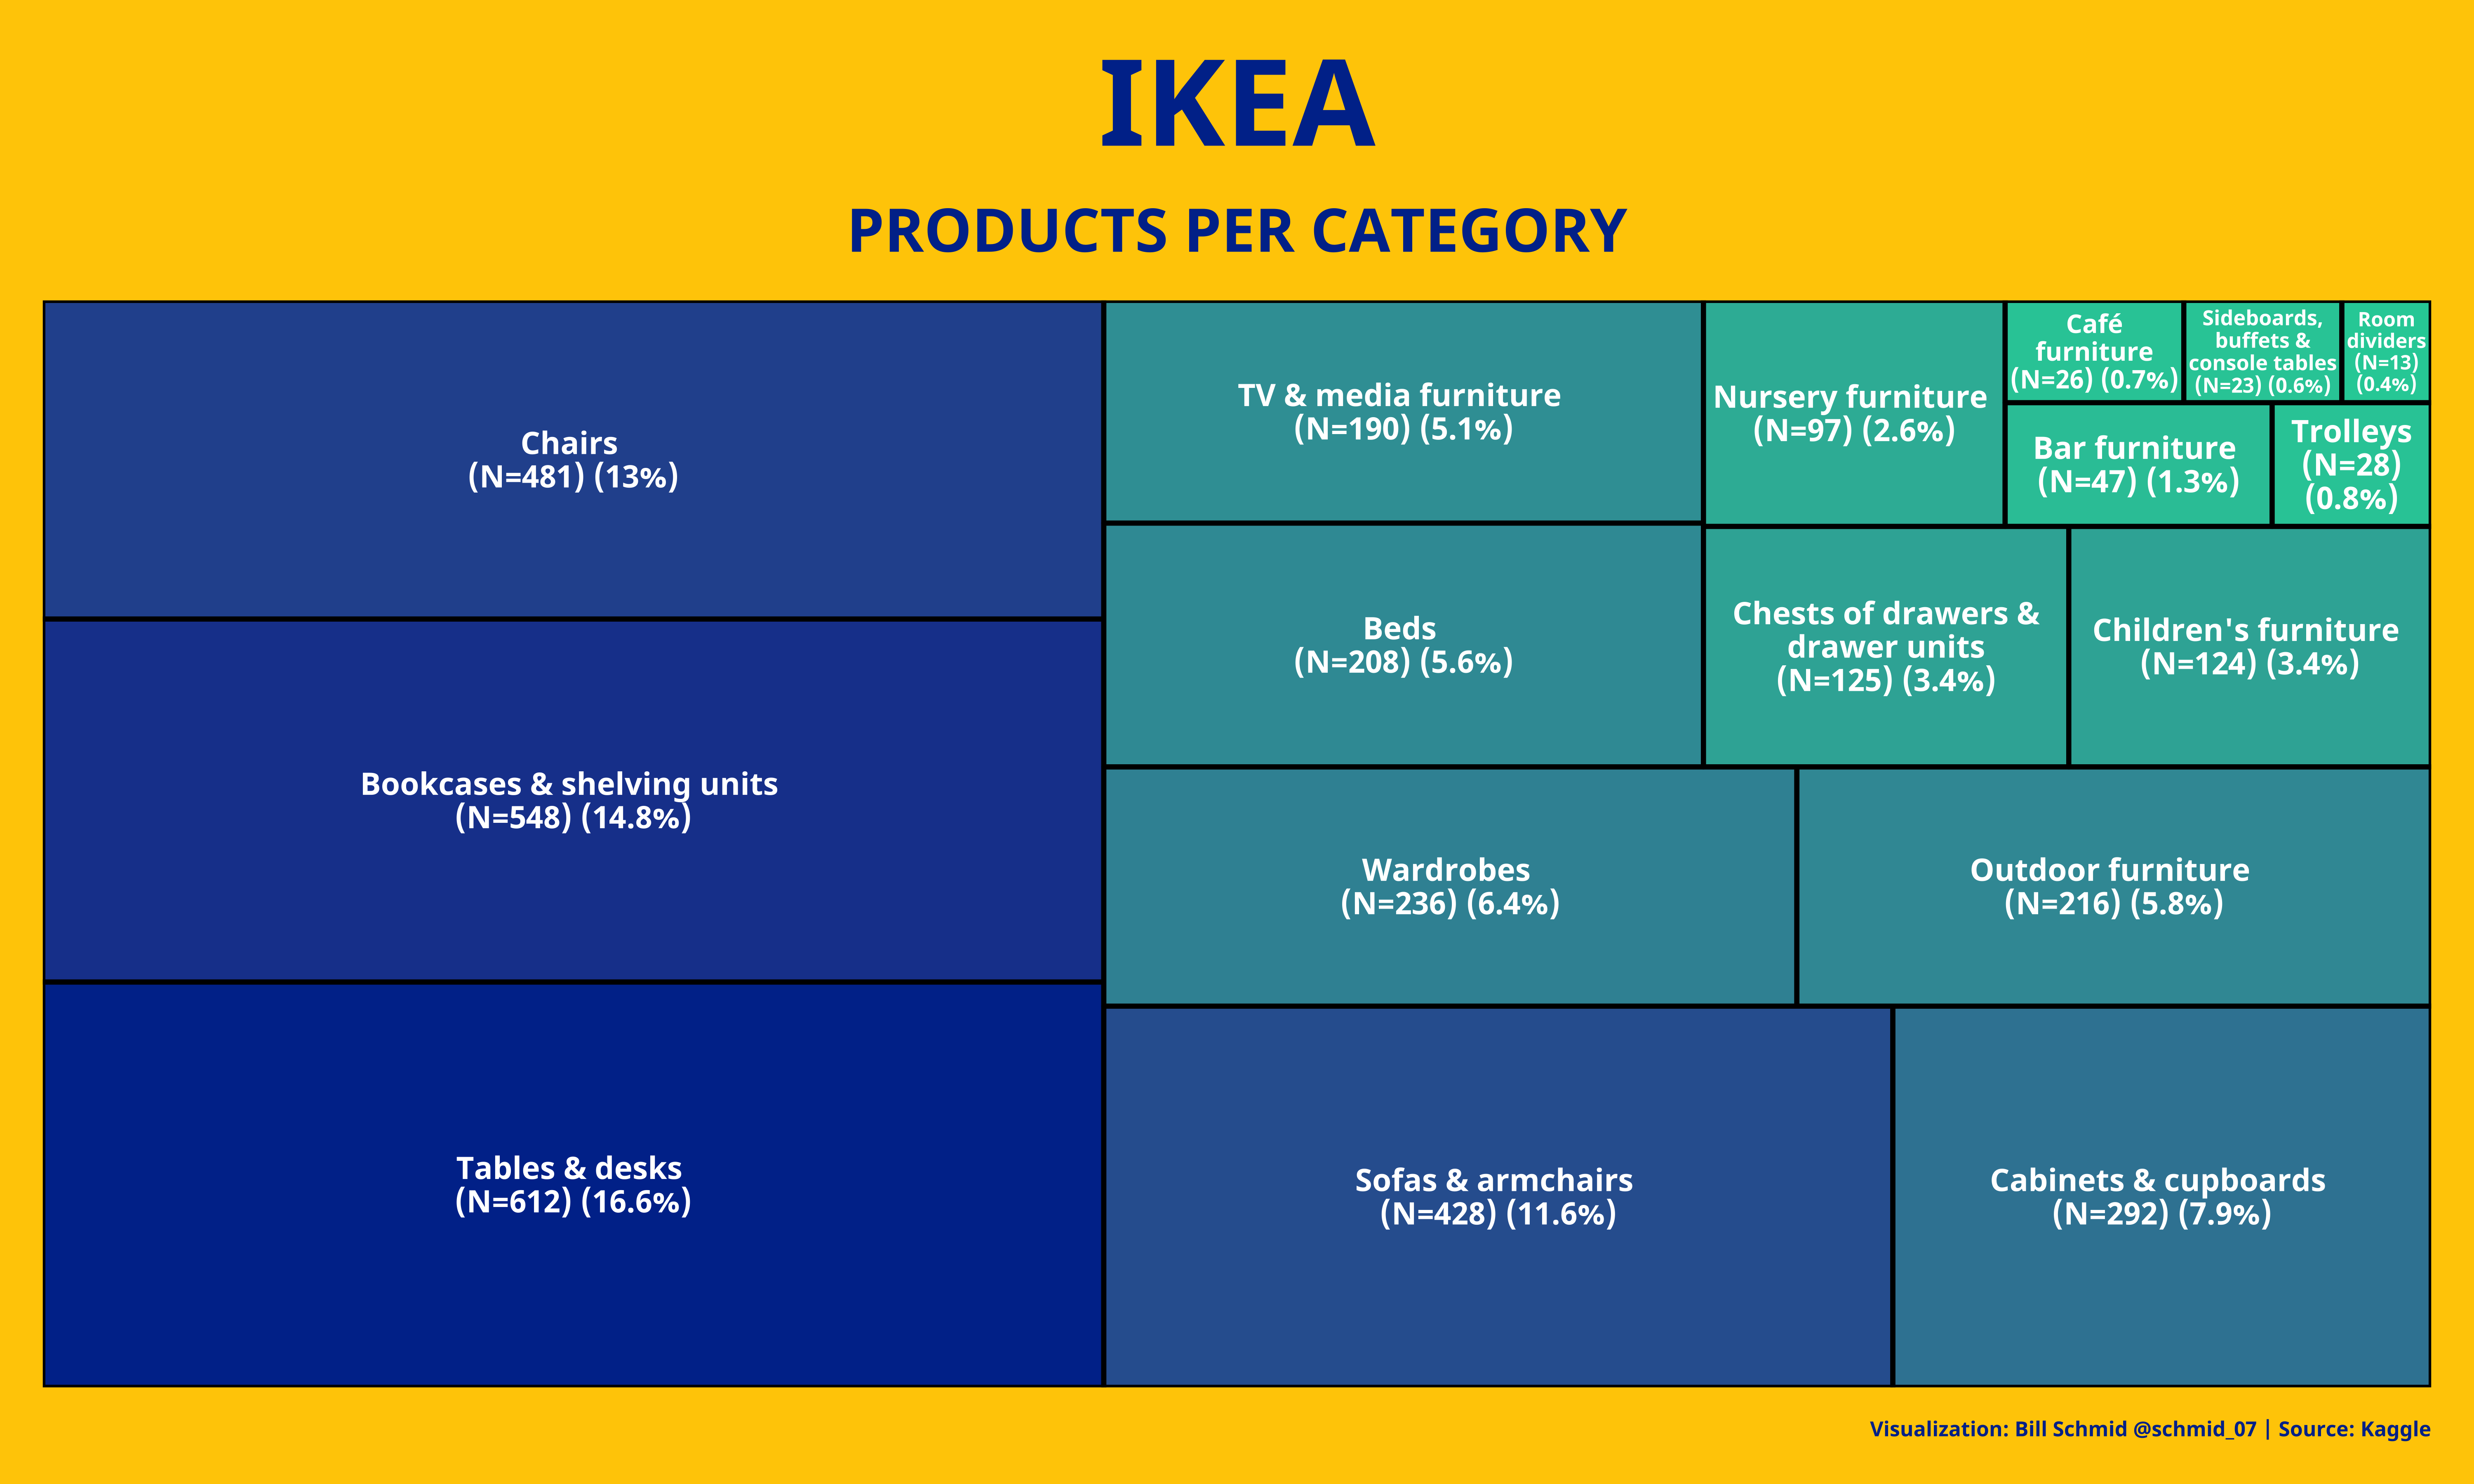 IKEA
PRODUCTS PER CATEGORY
Chairs
(N=481) (13%)
Bookcases & shelving units
(N=548) (14.8%)
Tables & desks
(N=612) (16.6%)
TV & media furniture
(N=190) (5.1%)
Beds
(N=208) (5.6%)
Wardrobes
(N=236) (6.4%)
Sofas & armchairs
(N=428) (11.6%)
Nursery furniture
(N=97) (2.6%)
Café
furniture
(N=26) (0.7%)
Sideboards,
buffets &
console tables
(N=23) (0.6%)
Room
dividers
(N=13)
(0.4%)
Bar furniture
(N=47) (1.3%)
Trolleys
(N=28)
(0.8%)
Chests of drawers &
drawer units
(N=125) (3.4%)
Children's furniture
(N=124) (3.4%)
Outdoor furniture
(N=216) (5.8%)
Cabinets & cupboards
(N=292) (7.9%)
Visualization: Bill Schmid @schmid_07 | Source: Kaggle